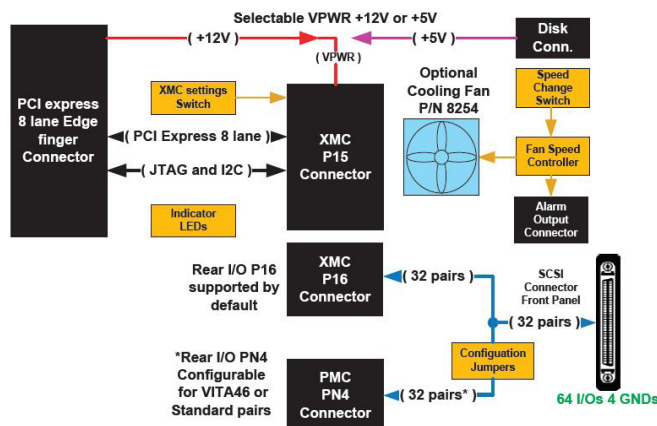 Selectable VPWR +12V or +5V
( +12V )
( +5V )
(VPWR)
Disk
Conn.
PCI express
8 lane Edge
finger
Connector
XMC settings
Switch
( PCI Express 8 lane )
( JTAG and I2C )
Indicator
LEDs
XMC
P15
Connector
Optional
Cooling Fan
P/N 8254
Speed
Change
Switch
Fan Speed
Controller
Alarm
Output
Connector
Rear I/O P16
supported by
default
XMC
P16
Connector
( 32 pairs )
SCSI
Connector
Front Panel
( 32 pairs )
Configuation
Jumpers
*Rear I/O PN4
Configurable
for VITA46 or
Standard pairs
PMC
PN4
Connector
( 32 pairs* )
64 I/Os 4 GNDs